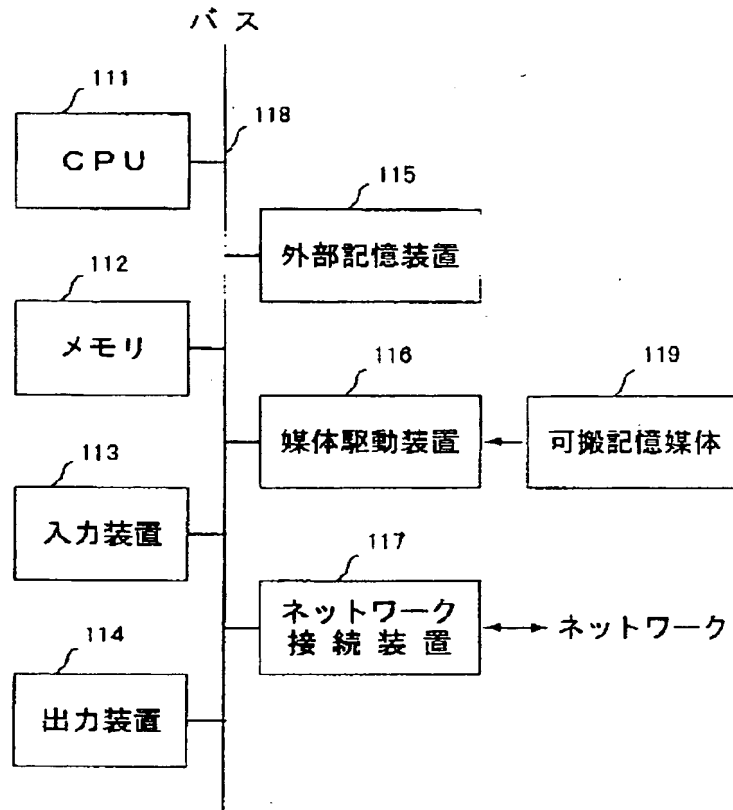 バス
111
118
CPU
115
外部記憶装置
112
メモリ
116
119
媒体駆動装置
可搬記憶媒体
113
入力装置
117
ネットワーク
接続装置
ネットワーク
114
出力装置